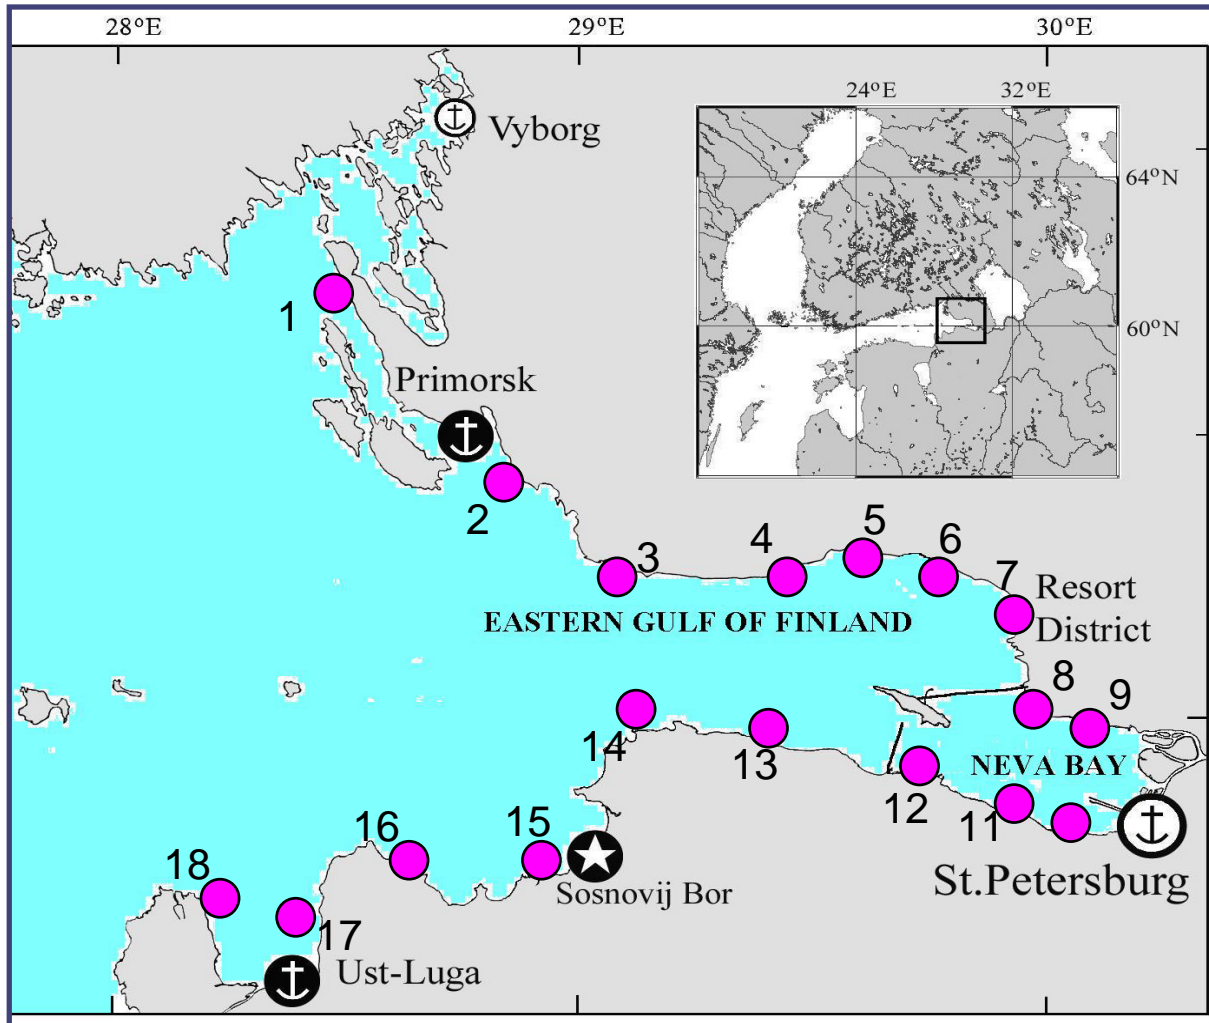 28°E
29°E
30°E
24°E
32°E
Vyborg
64°N
1
60°N
Primorsk
2
3
4
5
6
7
Resort
District
EASTERN GULF OF FINLAND
8
9
14
13
12
NEVA BAY
11
16
15
St.Petersburg
18
Sosnovij Bor
17
Ust-Luga